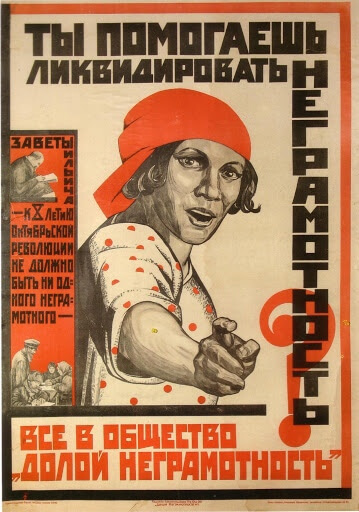 ТЫ ПОМОГАЕШЬ
ЛИКВИДИРОВАТЬ
НЕГРАМОТНОСТЬ
?
ЗАВЕТЫ
ИЛЬИЧА
—К X ЛЕТИЮ
ОКТЯБРЬСКОЙ
РЕВОЛЮЦИИ
НЕ ДОЛЖНО
БЫТЬ НИ ОД-
НОГО НЕГРА-
МОТНОГО—
ВСЕ В ОБЩЕСТВО
„ДОЛОЙ НЕГРАМОТНОСТЬ"